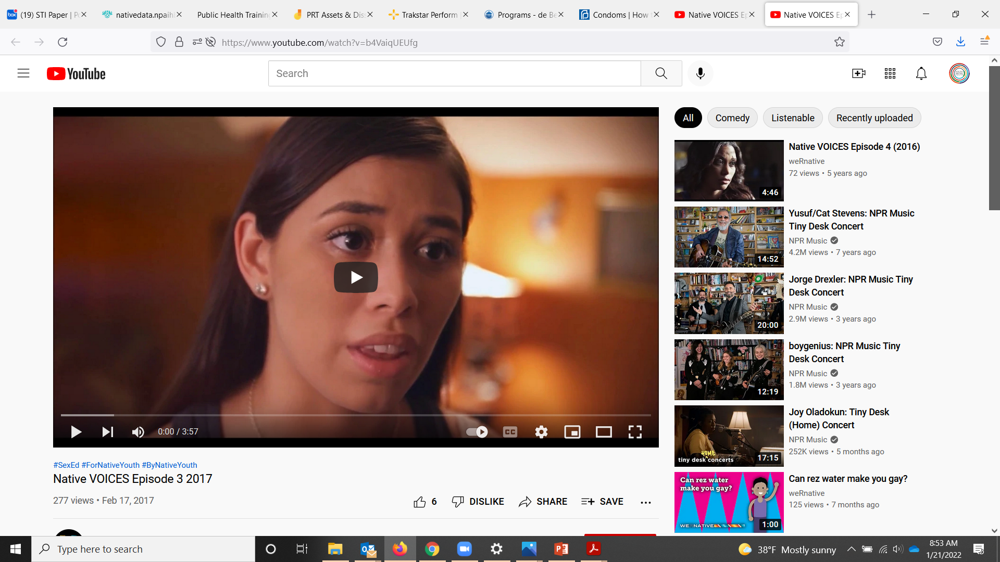 box (19) STI Paper | P
nativedata.npaih
Public Health Training
PRT Assets & Dis
Trakstar Perform |
Programs - de Be
Condoms | How
Native VOICES Ep
Native VOICES Ep
https://www.youtube.com/watch?v=b4VaiqUEUfg
YouTube
Search
All
Comedy
Listenable
Recently uploaded
Native VOICES Episode 4 (2016)
weRnative
72 views • 5 years ago
4:46
Yusuf/Cat Stevens: NPR Music
Tiny Desk Concert
NPR Music
4.2M views • 7 years ago
14:52
Jorge Drexler: NPR Music Tiny
Desk Concert
NPR Music
2.9M views • 3 years ago
20:00
boygenius: NPR Music Tiny
Desk Concert
NPR Music
1.8M views • 3 years ago
12:19
Joy Oladokun: Tiny Desk
(Home) Concert
NPR Music
252K views • 5 months ago
HOME
tiny desk concerts
17:15
Can rez water make you gay?
weRnative
125 views • 7 months ago
Can rez water
make you gay?
WE NATIVE
1:00
0:00 / 3:57
CC
#SexEd #ForNativeYouth #ByNativeYouth
Native VOICES Episode 3 2017
277 views • Feb 17, 2017
6
DISLIKE
SHARE
SAVE
Type here to search
38°F Mostly sunny
8:53 AM
1/21/2022